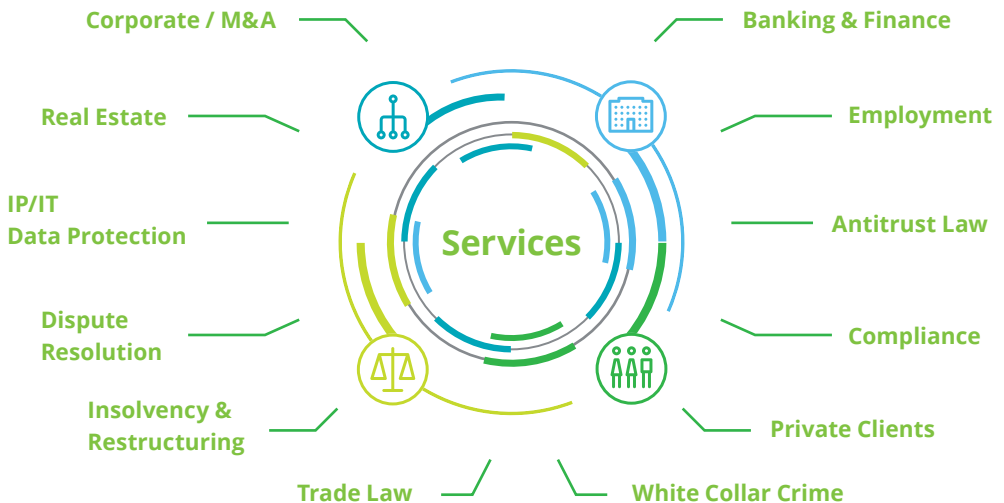 Corporate / M&A
Banking & Finance
Real Estate
Employment
IP/IT
Data Protection
Antitrust Law
Services
Dispute
Resolution
Compliance
Insolvency &
Restructuring
Private Clients
Trade Law
White Collar Crime